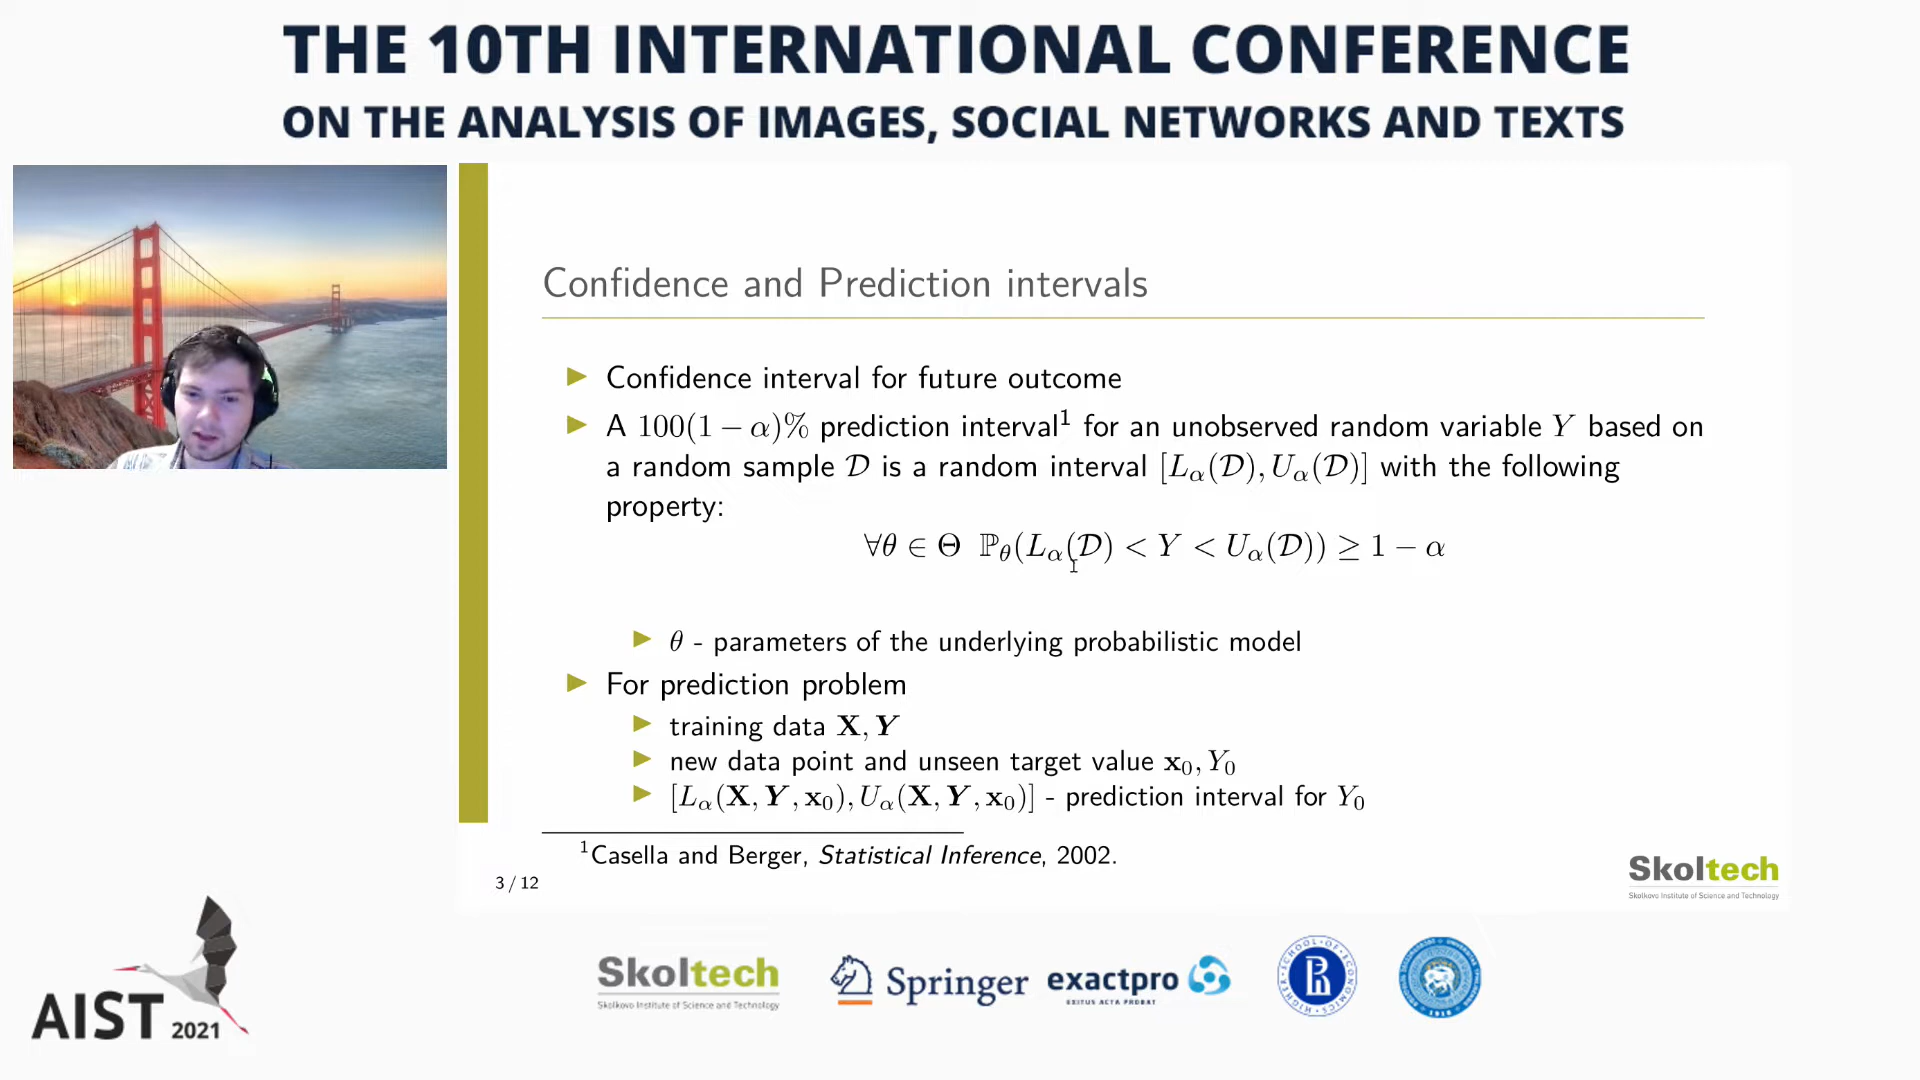 THE 10TH INTERNATIONAL CONFERENCE
ON THE ANALYSIS OF IMAGES, SOCIAL NETWORKS AND TEXTS
Confidence and Prediction intervals
▶ Confidence interval for future outcome
▶ A 100(1 − α)% prediction interval¹ for an unobserved random variable Y based on
a random sample 𝒟 is a random interval [L_α(𝒟), U_α(𝒟)] with the following
property:
∀θ ∈ Θ ℙ_θ(L_α(𝒟) < Y < U_α(𝒟)) ≥ 1 − α
▶ θ - parameters of the underlying probabilistic model
▶ For prediction problem
▶ training data X, Y
▶ new data point and unseen target value x₀, Y₀
▶ [L_α(X, Y, x₀), U_α(X, Y, x₀)] - prediction interval for Y₀
¹Casella and Berger, Statistical Inference, 2002.
3 / 12
Skoltech
Skolkovo Institute of Science and Technology
AIST 2021
Skoltech
Skolkovo Institute of Science and Technology
Springer
exactpro
EXITUS ACTA PROBAT
HIGHER · SCHOOL · OF · ECONOMICS